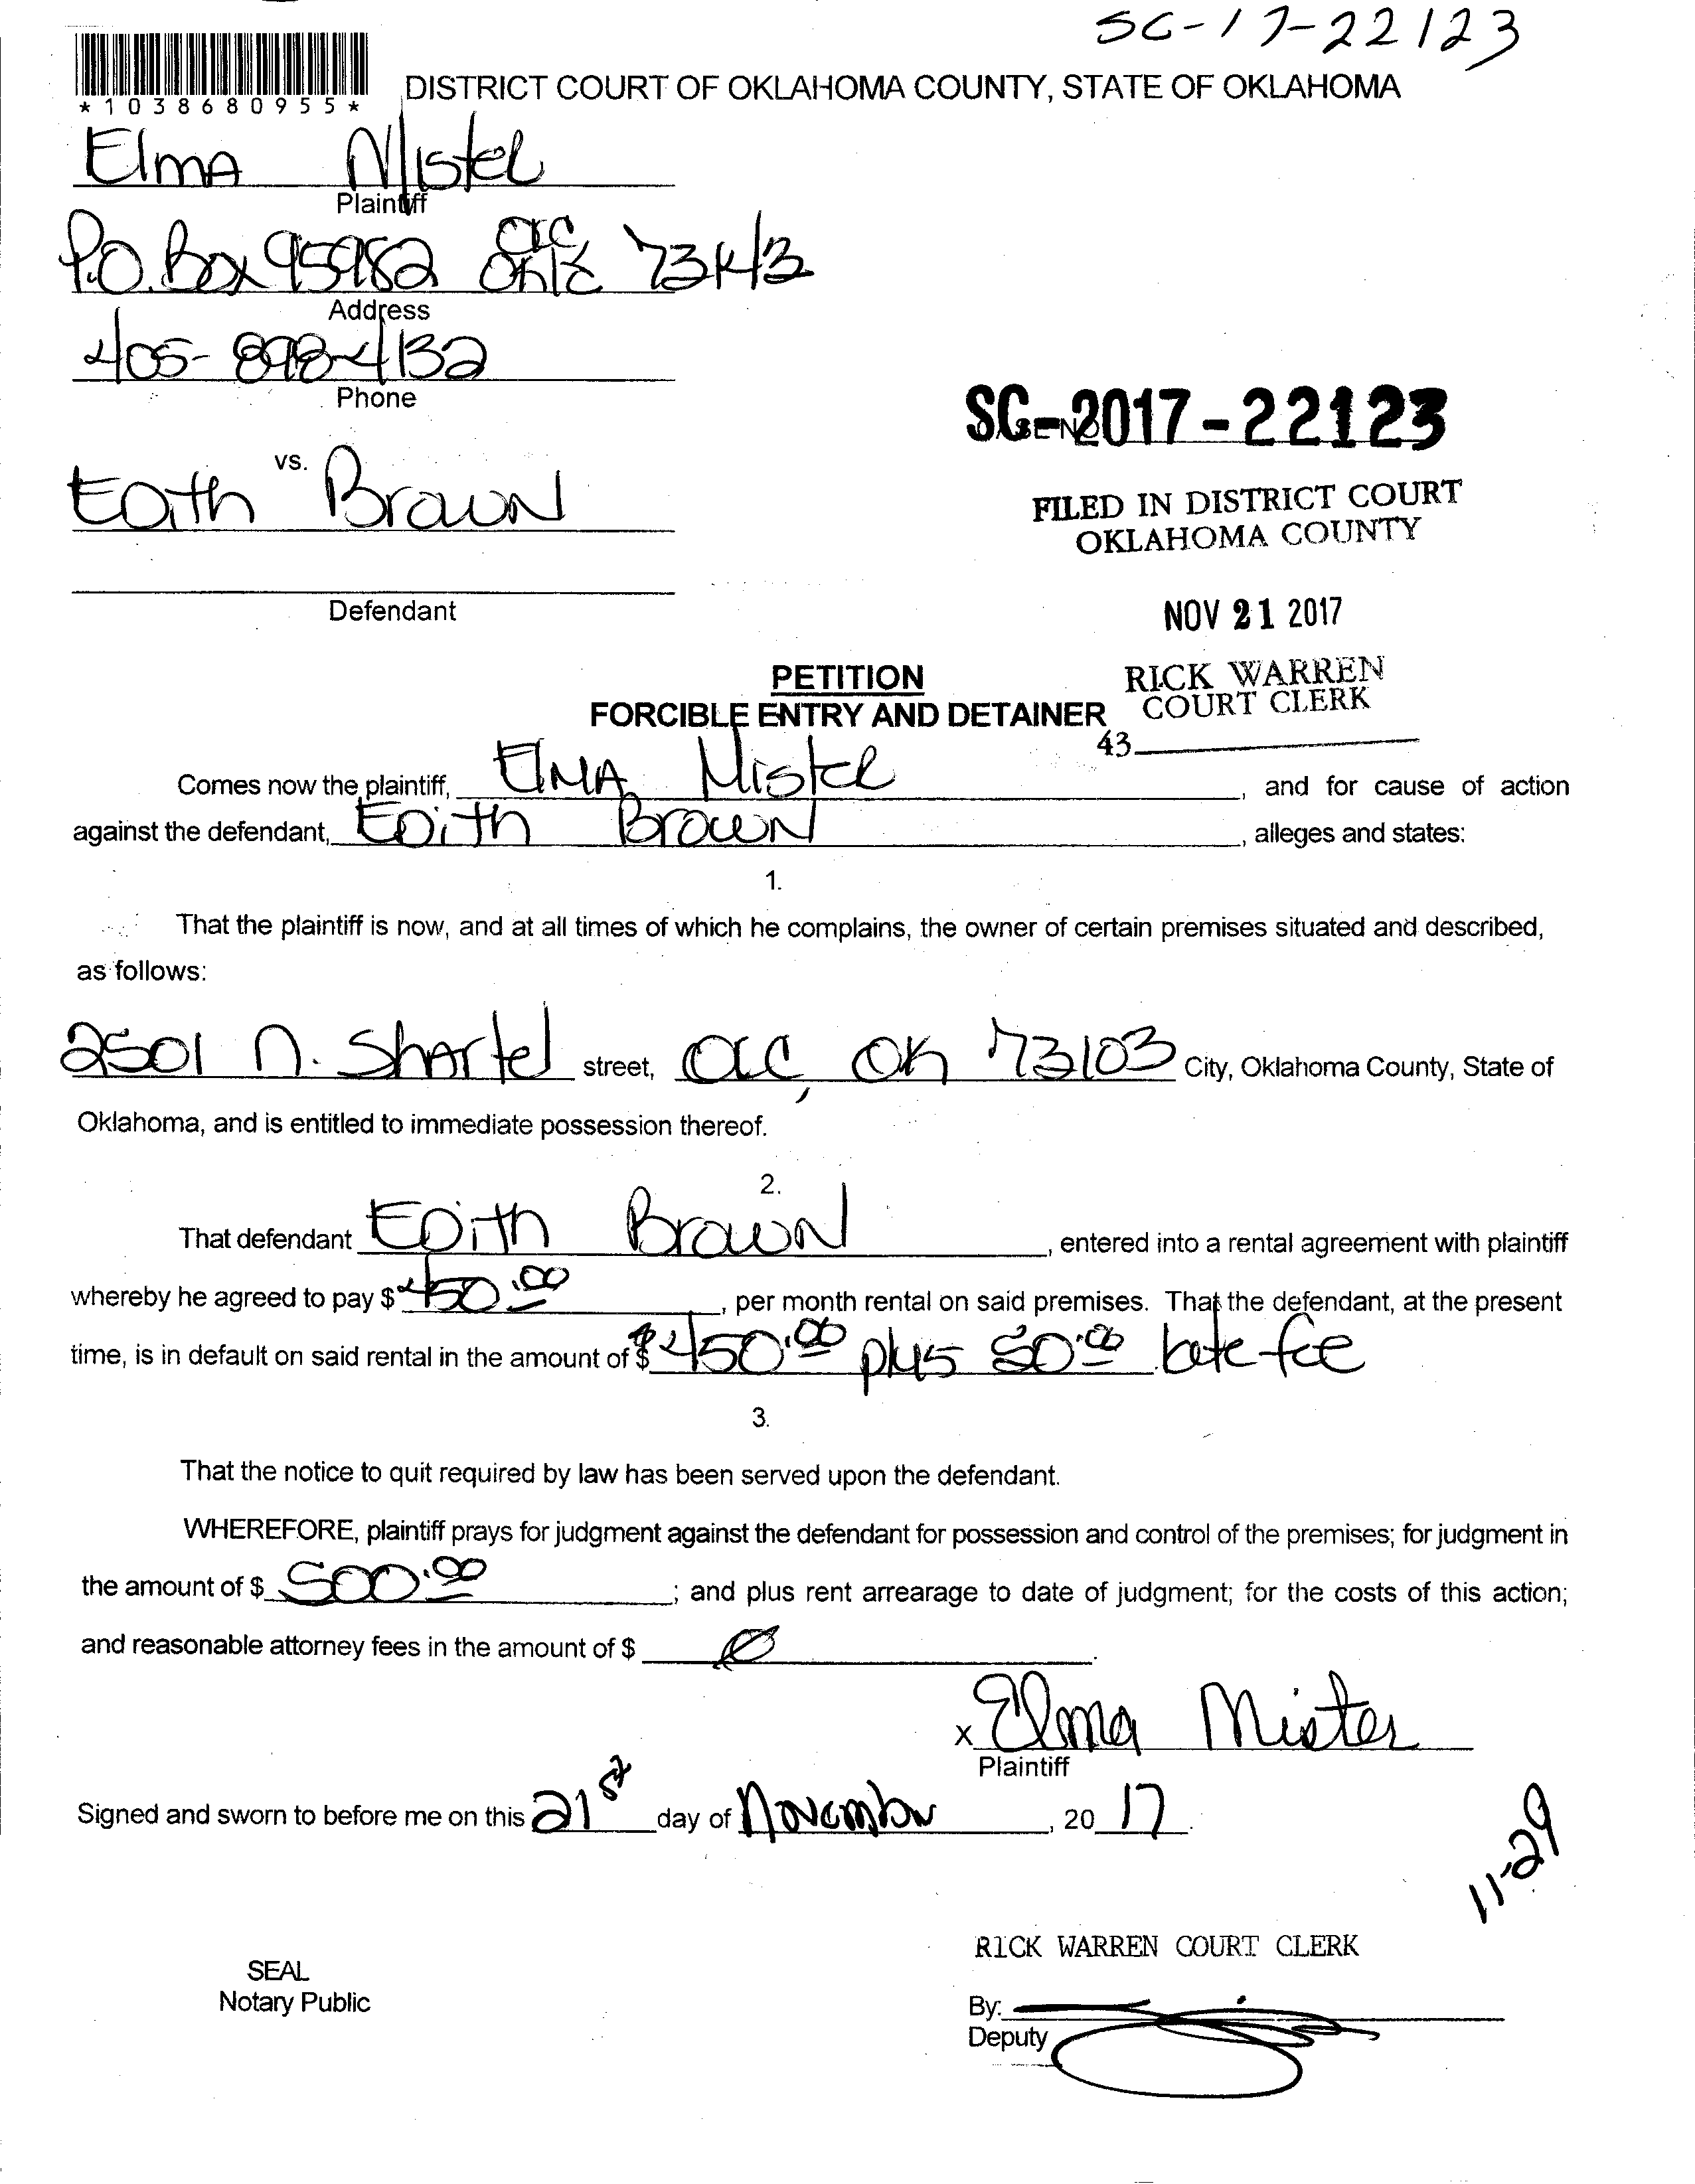 SC-17-22123
*1038680955*
DISTRICT COURT OF OKLAHOMA COUNTY, STATE OF OKLAHOMA
Elma Mister
Plaintiff
P.O. Box 95982 OKC 73143
Address
405-898-4132
Phone
SC-2017-22123
vs.
Edith Brown
FILED IN DISTRICT COURT
OKLAHOMA COUNTY
Defendant
NOV 21 2017
PETITION
RICK WARREN
FORCIBLE ENTRY AND DETAINER
COURT CLERK
43
Comes now the plaintiff, Elma Mister, and for cause of action
against the defendant, Edith Brown, alleges and states:
1.
That the plaintiff is now, and at all times of which he complains, the owner of certain premises situated and described,
as follows:
2501 N. Shartel street, OKC, OK 73103 City, Oklahoma County, State of
Oklahoma, and is entitled to immediate possession thereof.
2.
That defendant Edith Brown, entered into a rental agreement with plaintiff
whereby he agreed to pay $ 450.00, per month rental on said premises. That the defendant, at the present
time, is in default on said rental in the amount of $ $450.00 plus 50.00 late fee
3.
That the notice to quit required by law has been served upon the defendant.
WHEREFORE, plaintiff prays for judgment against the defendant for possession and control of the premises; for judgment in
the amount of $ 500.00; and plus rent arrearage to date of judgment; for the costs of this action;
and reasonable attorney fees in the amount of $ 0.
x Elma Mister
Plaintiff
Signed and sworn to before me on this 21st day of November, 20 17.
11-29
RICK WARREN COURT CLERK
SEAL
Notary Public
By:
Deputy